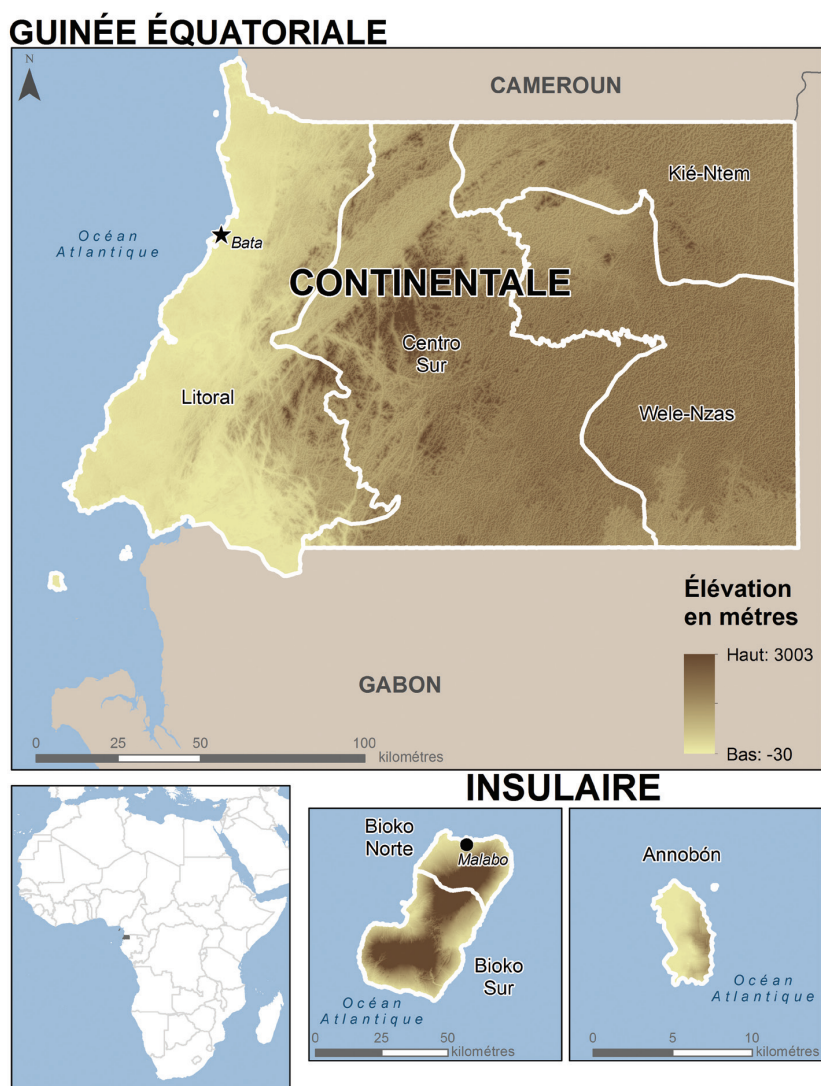 GUINÉE ÉQUATORIALE
N
CAMEROUN
Kié-Ntem
Océan
Atlantique
Bata
CONTINENTALE
Centro
Sur
Litoral
Wele-Nzas
Élévation
en métres
Haut: 3003
Bas: -30
GABON
0 25 50 100
kilométres
INSULAIRE
Bioko
Norte
Malabo
Bioko
Sur
Océan
Atlantique
0 25 50
kilométres
Annobón
Océan
Atlantique
0 5 10
kilométres